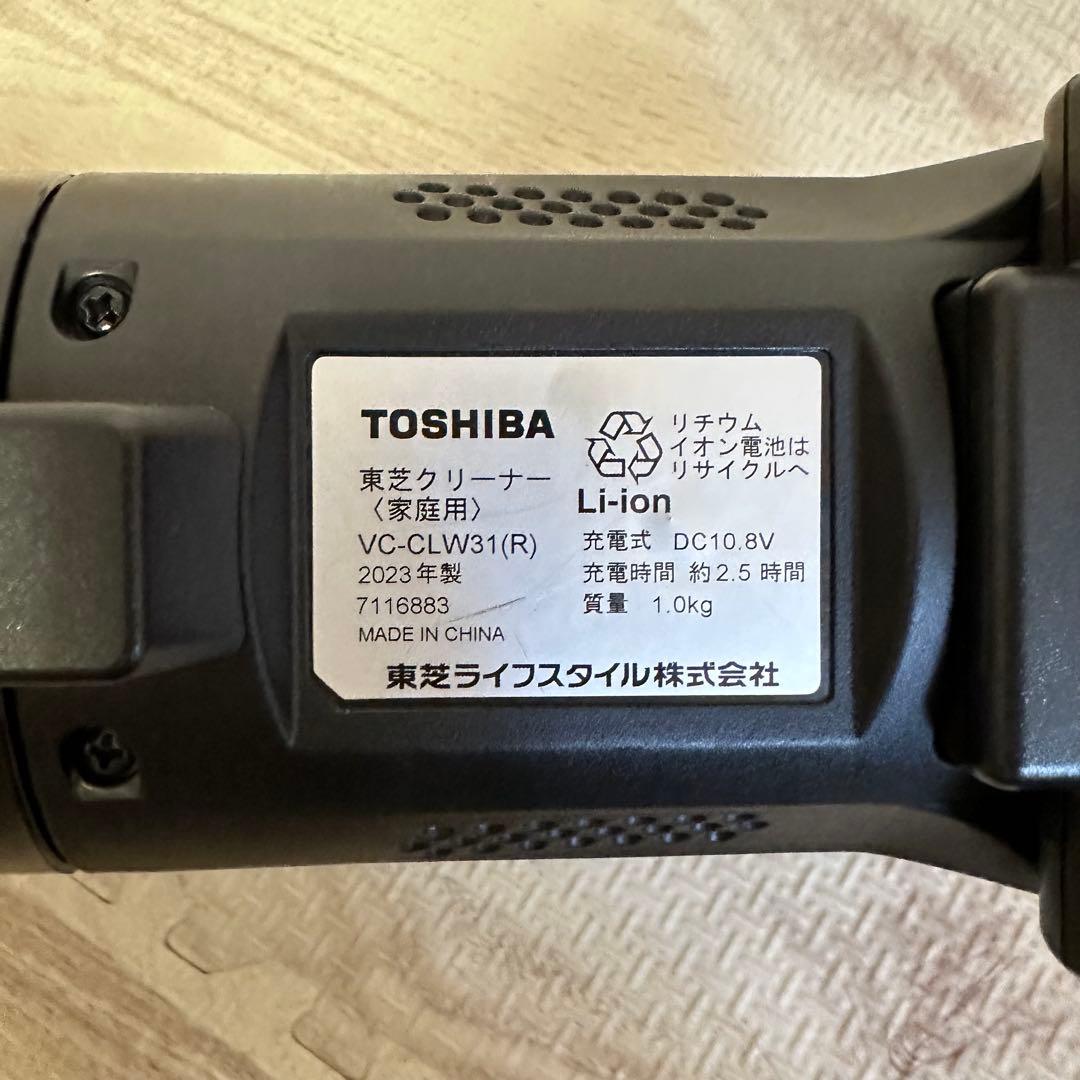 TOSHIBA
東芝クリーナー
〈家庭用〉
VC-CLW31(R)
2023年製
7116883
MADE IN CHINA
リチウム
イオン電池は
リサイクルへ
Li-ion
充電式 DC10.8V
充電時間 約2.5時間
質量 1.0kg
東芝ライフスタイル株式会社